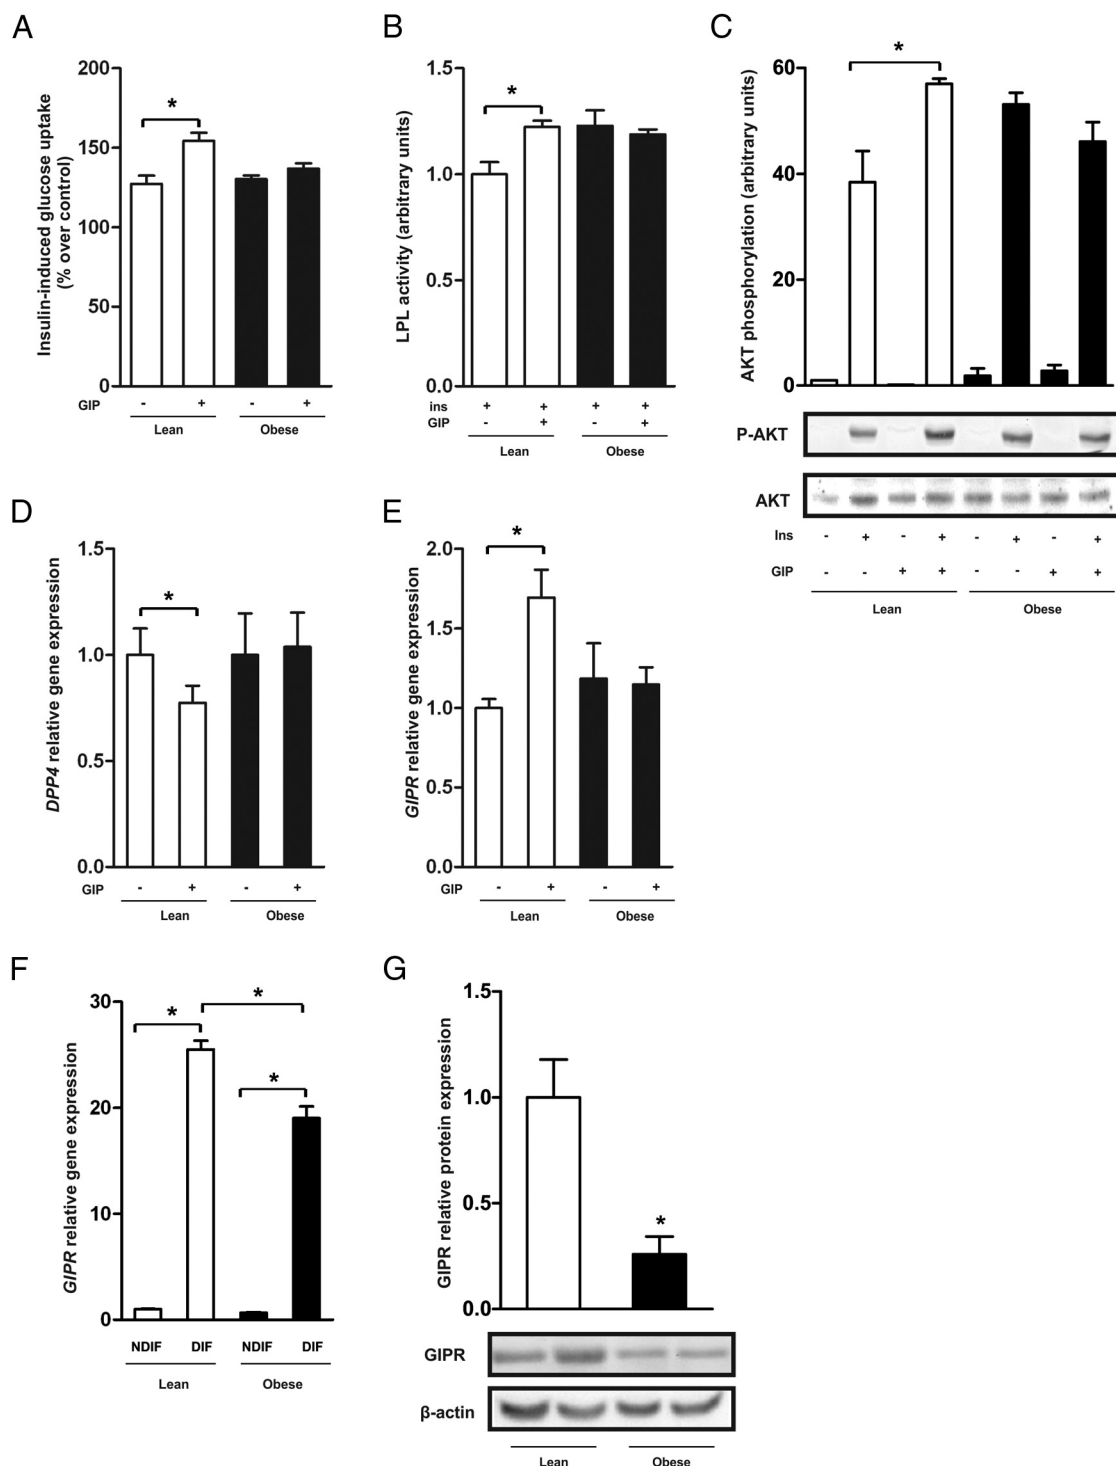 A
Insulin-induced glucose uptake
(% over control)
200
150
100
50
0
*
GIP - + - +
Lean Obese
B
LPL activity (arbitrary units)
1.5
1.0
0.5
0.0
*
ins + + + +
GIP - + - +
Lean Obese
C
AKT phosphorylation (arbitrary units)
60
40
20
0
*
P-AKT
AKT
Ins - + - + - + - +
GIP - - + + - - + +
Lean Obese
D
DPP4 relative gene expression
1.5
1.0
0.5
0.0
*
GIP - + - +
Lean Obese
E
GIPR relative gene expression
2.0
1.5
1.0
0.5
0.0
*
GIP - + - +
Lean Obese
F
GIPR relative gene expression
30
20
10
0
* * *
NDIF DIF NDIF DIF
Lean Obese
G
GIPR relative protein expression
1.5
1.0
0.5
0.0
*
GIPR
β-actin
Lean Obese